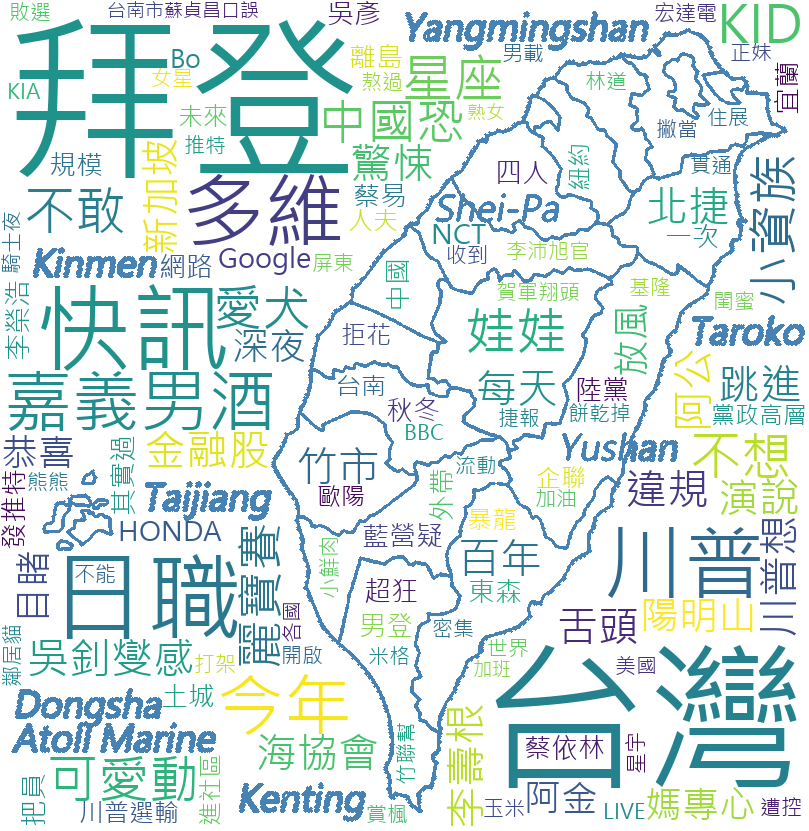 敗選
台南市蘇貞昌口誤
吳彥
Yangmingshan
宏達電
KID
拜登
Bo
離島
男載
正妹
KIA
女星
熬過
星座
林道
宜蘭
未來
中國恐
熟女
住展
規模
推特
驚悚
撇當
貫通
新加坡
四人
紐約
不敢
多維
蔡易
人夫
Shei-Pa
北捷
小資族
騎士夜
NCT
一次
Kinmen
網路
Google
屏東
中國
收到
李沛旭官
李榮浩
賀軍翔頭
基隆
閨蜜
快訊
愛犬
娃娃
放風
Taroko
深夜
拒花
嘉義男酒
台南
每天
陸黨
阿公
跳進
秋冬
捷報
餅乾掉
黨政高層
恭喜
其實過
金融股
BBC
Yushan
不想
竹市
流動
企聯
發推特
熊熊
歐陽
外帶
加油
違規
演說
Taijiang
暴龍
HONDA
藍營疑
目睹
日職
麗寶賽
小鮮肉
百年
川普
川普想
不能
超狂
東森
鄰居貓
各國
男登
密集
舌頭
陽明山
吳釗燮感
打架
開啟
米格
世界
加班
美國
土城
今年
台灣
Dongsha
Atoll Marine
海協會
竹聯幫
李壽根
蔡依林
星宇
把員
可愛動
進社區
Kenting
阿金
媽專心
川普選輸
賞楓
玉米
LIVE
遭控